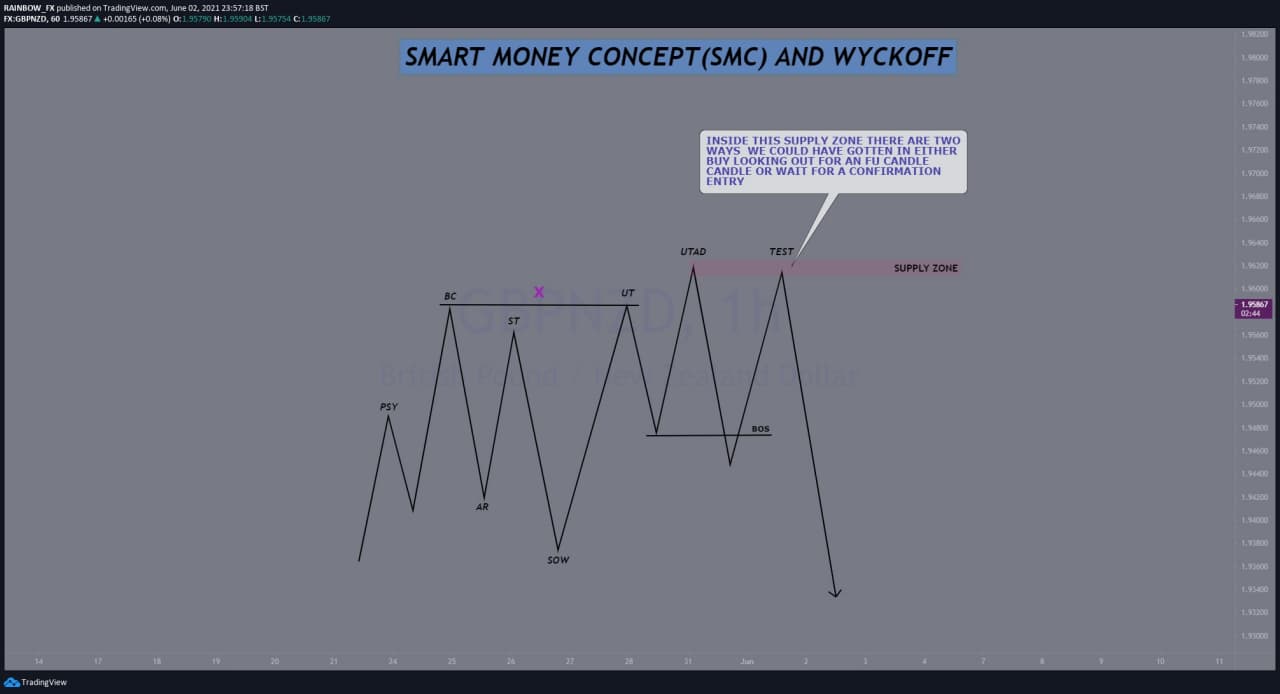 RAINBOW_FX published on TradingView.com, June 02, 2021 23:57:18 BST
FX:GBPNZD, 60 1.95867 ▲ +0.00165 (+0.08%) O:1.95790 H:1.95904 L:1.95754 C:1.95867
SMART MONEY CONCEPT(SMC) AND WYCKOFF
INSIDE THIS SUPPLY ZONE THERE ARE TWO
WAYS WE COULD HAVE GOTTEN IN EITHER
BUY LOOKING OUT FOR AN FU CANDLE
CANDLE OR WAIT FOR A CONFIRMATION
ENTRY
UTAD
TEST
SUPPLY ZONE
BC
X
UT
ST
GBPNZD, 1h
British Pound / New Zealand Dollar
PSY
BOS
AR
SOW
1.98200
1.98000
1.97800
1.97600
1.97400
1.97200
1.97000
1.96800
1.96600
1.96400
1.96200
1.96000
1.95867
02:44
1.95600
1.95400
1.95200
1.95000
1.94800
1.94600
1.94400
1.94200
1.94000
1.93800
1.93600
1.93400
1.93200
1.93000
14 17 18 19 20 21 24 25 26 27 28 31 Jun 2 3 4 7 8 9 10 11
TradingView